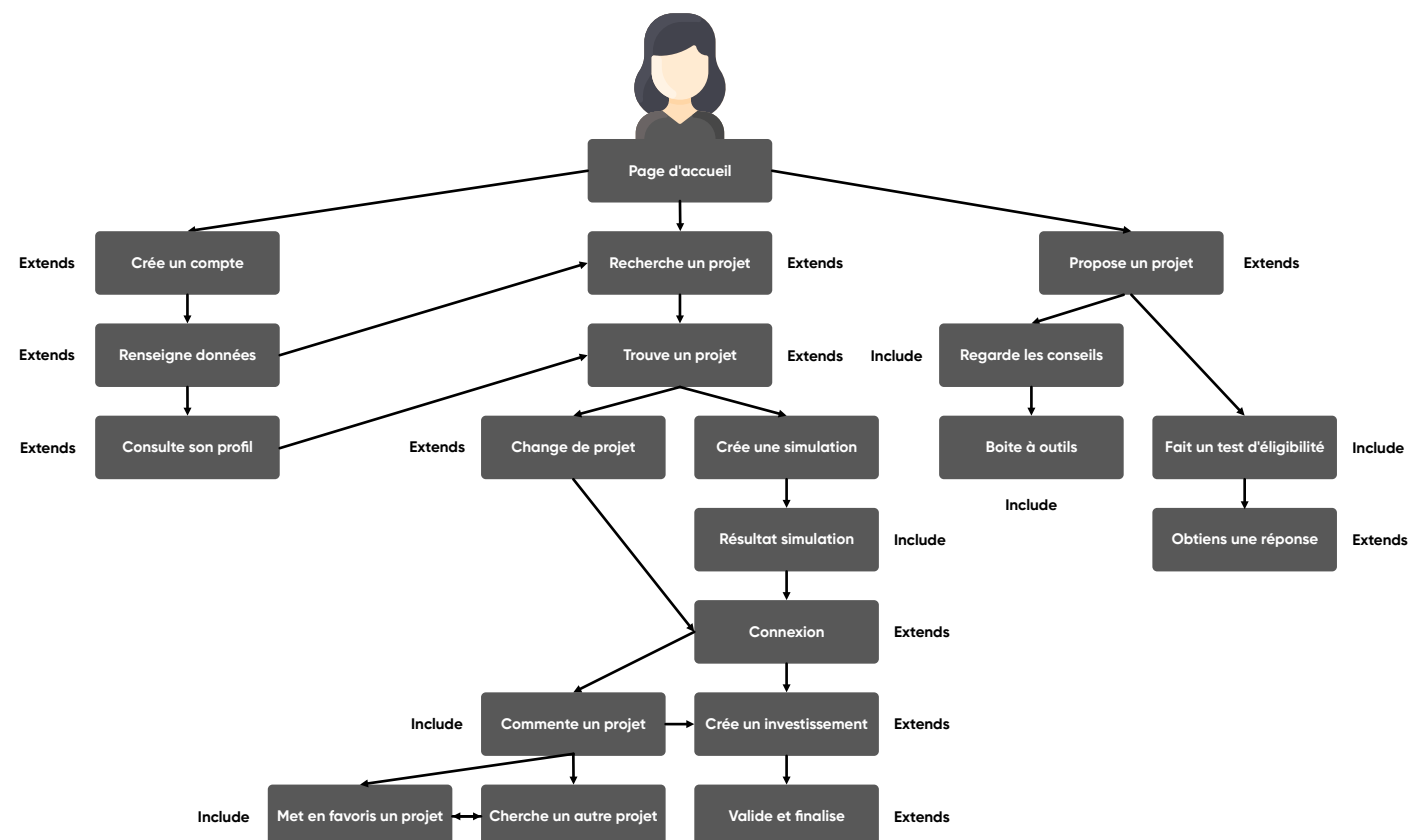 Page d'accueil
Extends
Crée un compte
Recherche un projet
Extends
Propose un projet
Extends
Extends
Renseigne données
Trouve un projet
Extends
Include
Regarde les conseils
Extends
Consulte son profil
Extends
Change de projet
Crée une simulation
Boite à outils
Fait un test d'éligibilité
Include
Include
Résultat simulation
Include
Obtiens une réponse
Extends
Connexion
Extends
Include
Commente un projet
Crée un investissement
Extends
Include
Met en favoris un projet
Cherche un autre projet
Valide et finalise
Extends